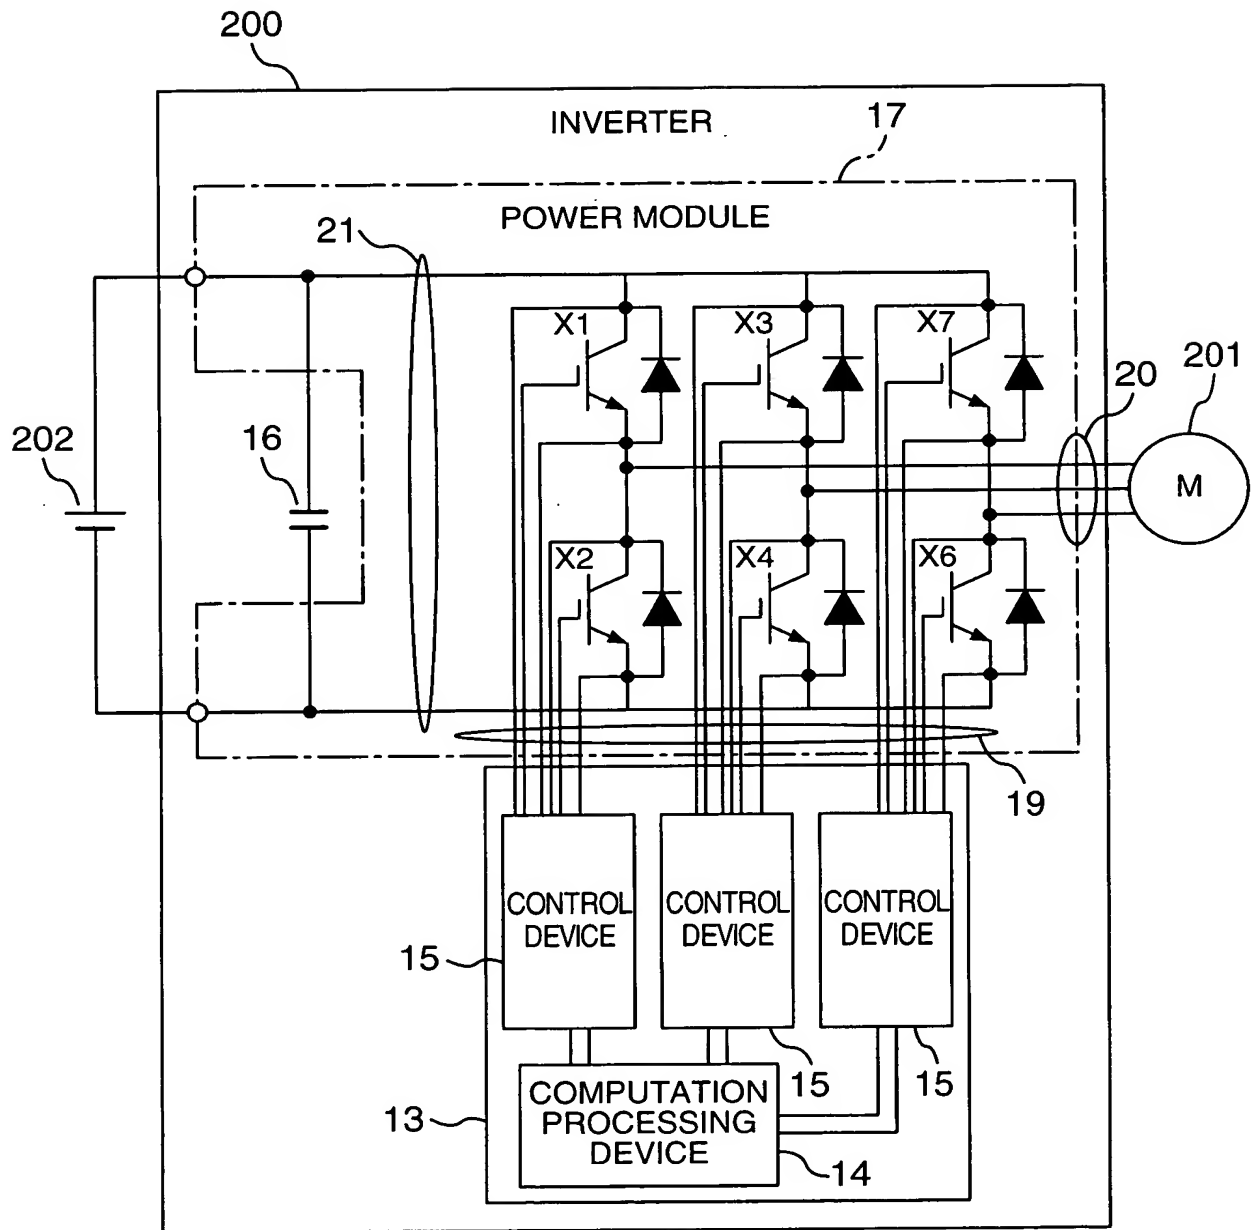 200
INVERTER
17
POWER MODULE
21
X1
X3
X7
20
201
202
16
M
X2
X4
X6
19
CONTROL
DEVICE
CONTROL
DEVICE
CONTROL
DEVICE
15
15
15
COMPUTATION
PROCESSING
DEVICE
13
14